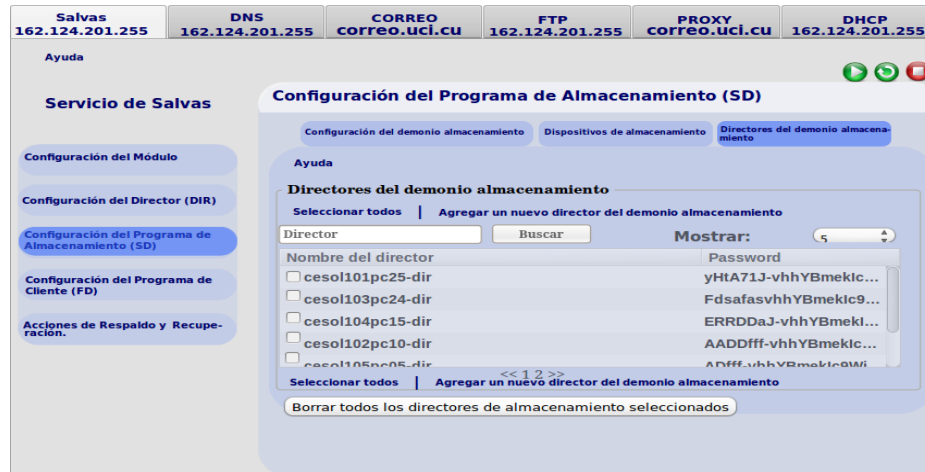 Salvas
162.124.201.255
DNS
162.124.201.255
CORREO
correo.uci.cu
FTP
162.124.201.255
PROXY
correo.uci.cu
DHCP
162.124.201.255
Ayuda
Servicio de Salvas
Configuración del Módulo
Configuración del Director (DIR)
Configuración del Programa de
Almacenamiento (SD)
Configuración del Programa de
Cliente (FD)
Acciones de Respaldo y Recupe-
ración.
Configuración del Programa de Almacenamiento (SD)
Configuración del demonio almacenamiento
Dispositivos de almacenamiento
Directores del demonio almacena-
miento
Ayuda
Directores del demonio almacenamiento
Seleccionar todos | Agregar un nuevo director del demonio almacenamiento
Director
Buscar
Mostrar:
5
Nombre del director Password
cesol101pc25-dir yHtA71J-vhhYBmekIc...
cesol103pc24-dir FdsafasvhhYBmekIc9...
cesol104pc15-dir ERRDDaJ-vhhYBmekI...
cesol102pc10-dir AADDfff-vhhYBmekIc...
cesol105pc05-dir ADfff-vhhYBmekIc9Wi
<< 1 2 >>
Seleccionar todos | Agregar un nuevo director del demonio almacenamiento
Borrar todos los directores de almacenamiento seleccionados